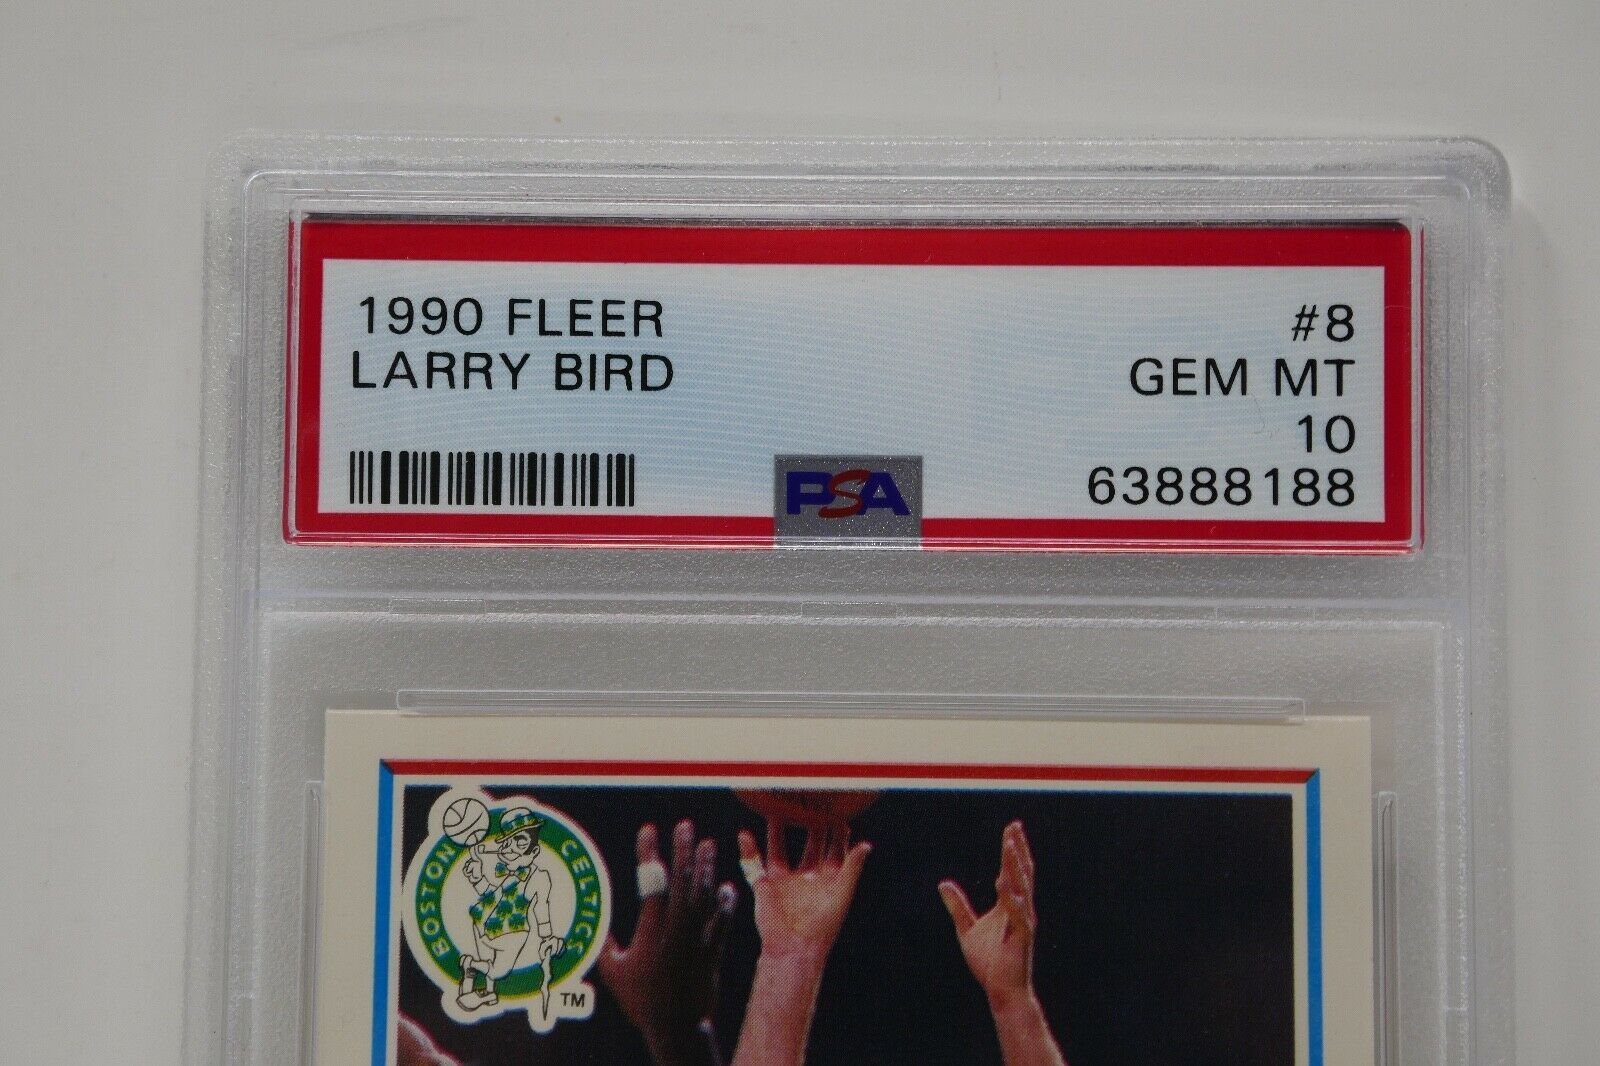 1990 FLEER
LARRY BIRD
#8
GEM MT
10
63888188
PSA
BOSTON CELTICS
TM